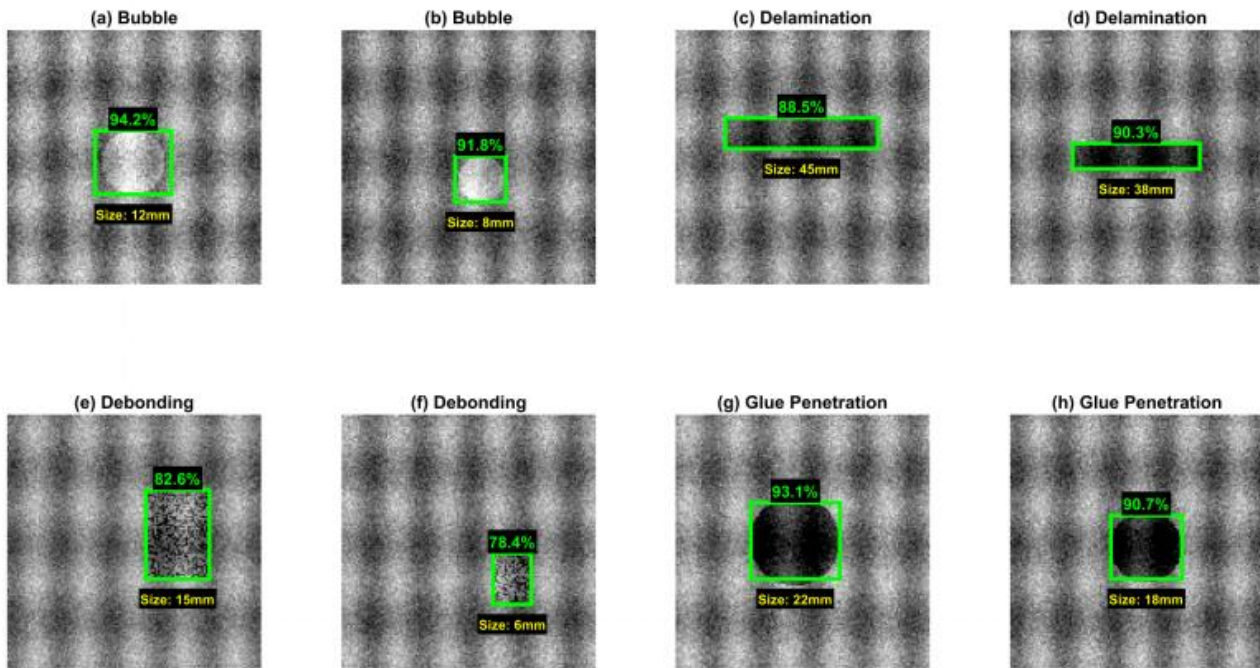 (a) Bubble
94.2%
Size: 12mm
(b) Bubble
91.8%
Size: 8mm
(c) Delamination
88.5%
Size: 45mm
(d) Delamination
90.3%
Size: 38mm
(e) Debonding
82.6%
Size: 15mm
(f) Debonding
78.4%
Size: 6mm
(g) Glue Penetration
93.1%
Size: 22mm
(h) Glue Penetration
90.7%
Size: 18mm